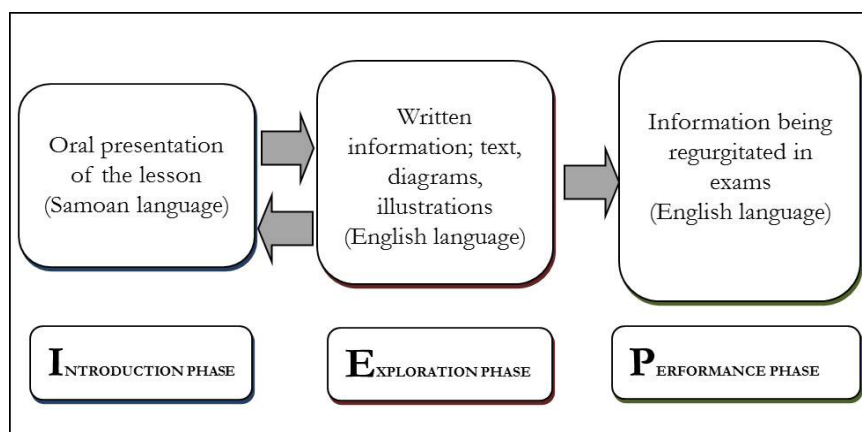 Oral presentation
of the lesson
(Samoan language)
Written
information; text,
diagrams,
illustrations
(English language)
Information being
regurgitated in
exams
(English language)
INTRODUCTION PHASE
EXPLORATION PHASE
PERFORMANCE PHASE